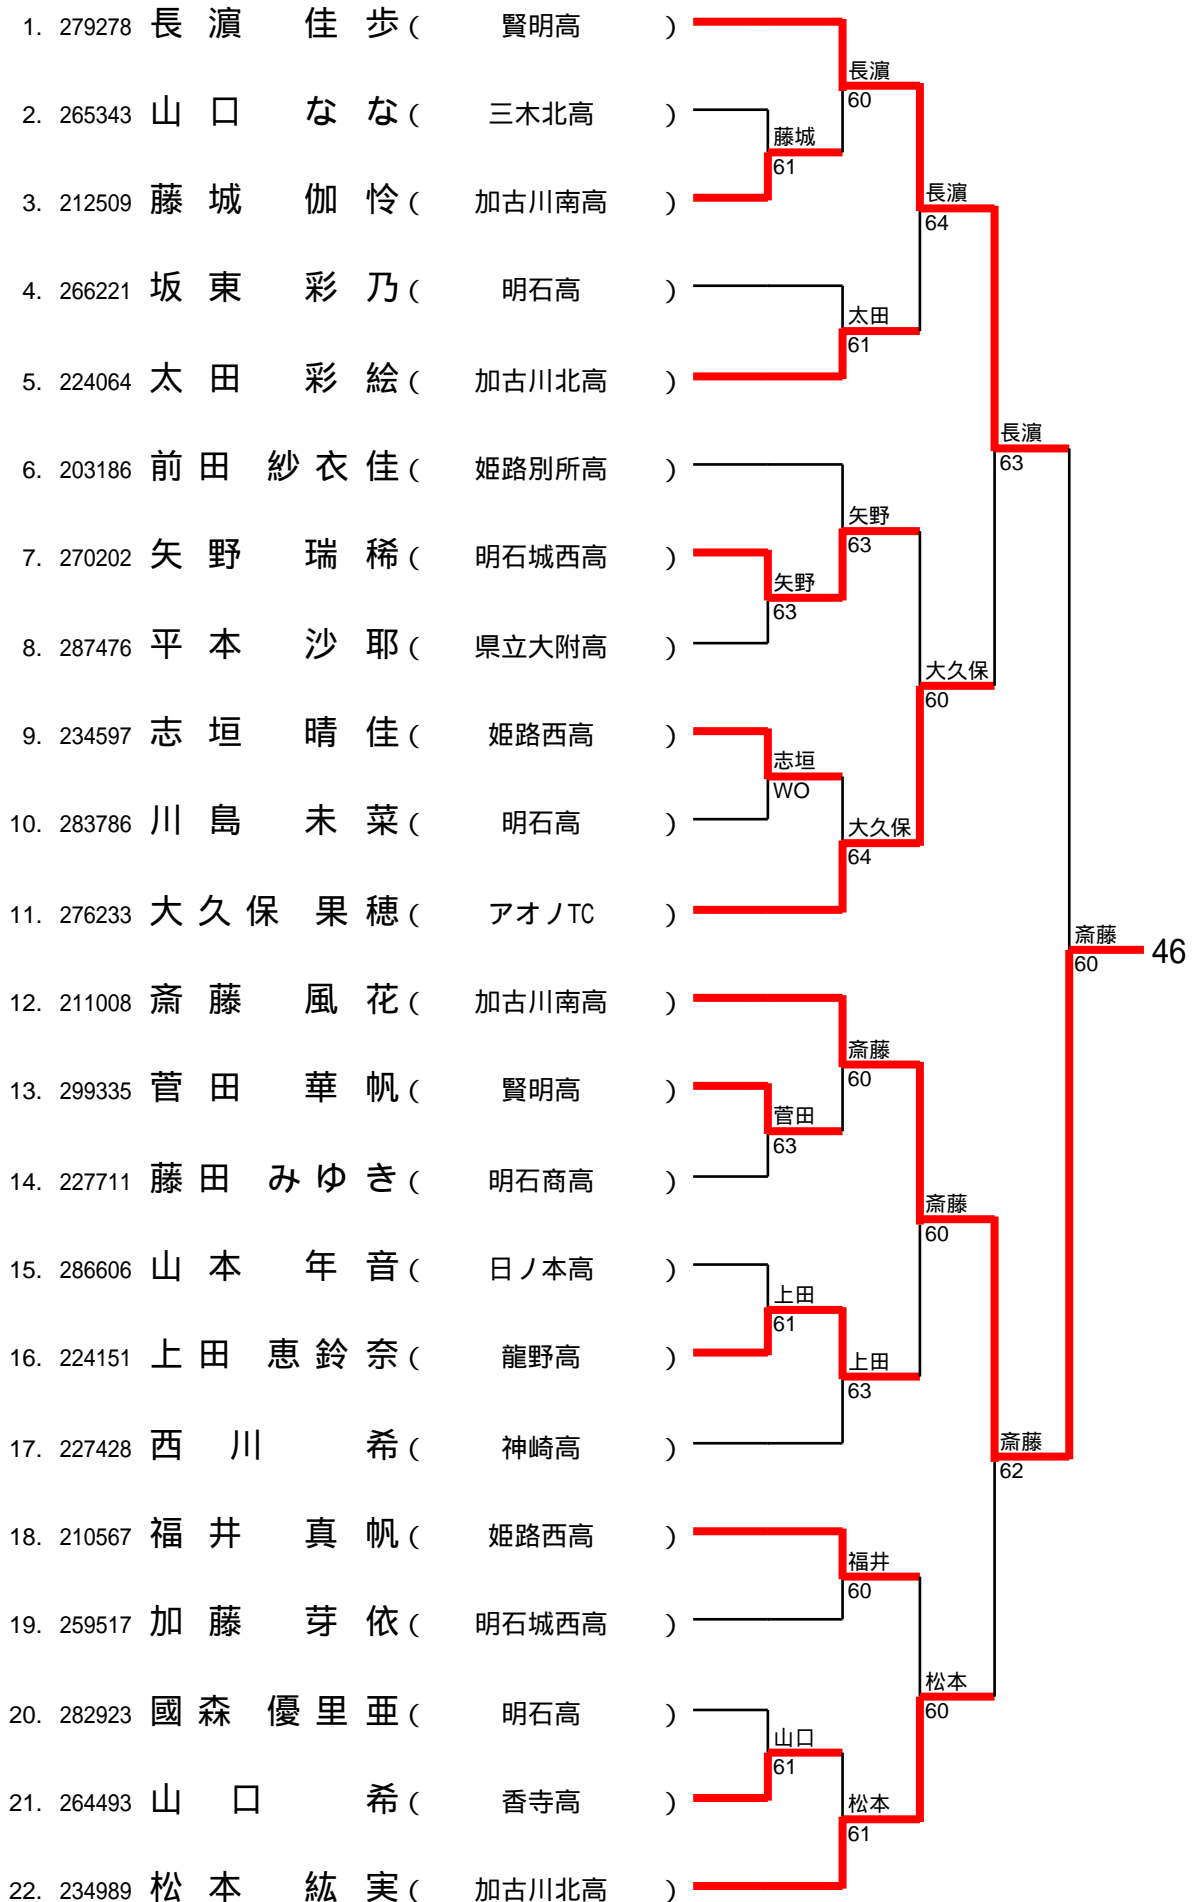 1. 279278 長濵 佳歩( 賢明高 )
長濵
60
2. 265343 山口 なな( 三木北高 )
藤城
61
3. 212509 藤城 伽怜( 加古川南高 )
長濵
64
4. 266221 坂東 彩乃( 明石高 )
太田
61
5. 224064 太田 彩絵( 加古川北高 )
長濵
63
6. 203186 前田 紗衣佳( 姫路別所高 )
矢野
63
7. 270202 矢野 瑞稀( 明石城西高 )
矢野
63
8. 287476 平本 沙耶( 県立大附高 )
大久保
60
9. 234597 志垣 晴佳( 姫路西高 )
志垣
WO
10. 283786 川島 未菜( 明石高 )
大久保
64
11. 276233 大久保 果穂( アオノTC )
斎藤
60
46
12. 211008 斎藤 風花( 加古川南高 )
斎藤
60
13. 299335 菅田 華帆( 賢明高 )
菅田
63
14. 227711 藤田 みゆき( 明石商高 )
斎藤
60
15. 286606 山本 年音( 日ノ本高 )
上田
61
16. 224151 上田 恵鈴奈( 龍野高 )
上田
63
17. 227428 西川 希( 神崎高 )
斎藤
62
18. 210567 福井 真帆( 姫路西高 )
福井
60
19. 259517 加藤 芽依( 明石城西高 )
松本
60
20. 282923 國森 優里亜( 明石高 )
山口
61
21. 264493 山口 希( 香寺高 )
松本
61
22. 234989 松本 紘実( 加古川北高 )